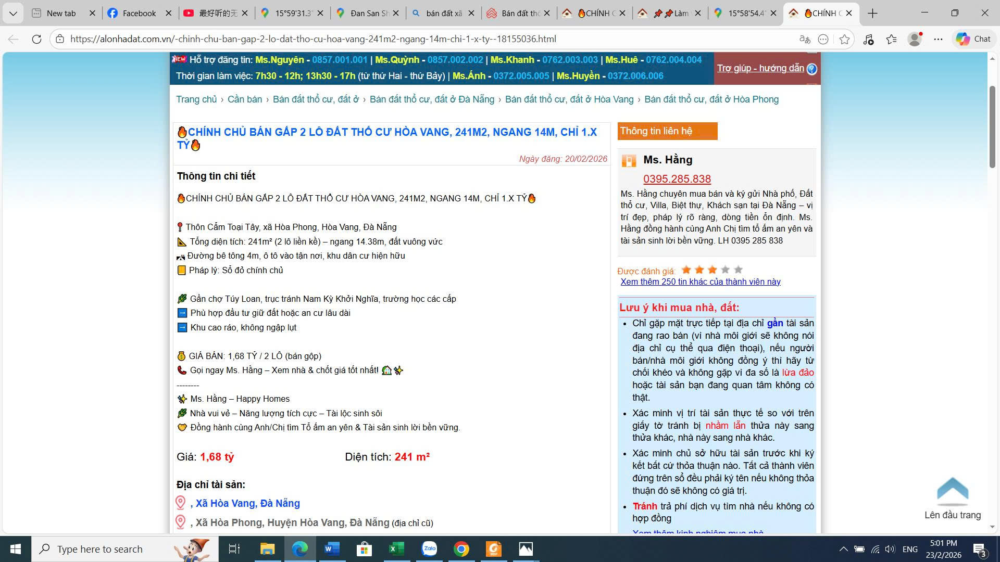 New tab
Facebook
最好听的无
15°59'31.3"
Đan San Sh
bán đất xã
Bán đất thổ
🔥CHÍNH C
📌📌Làm
15°58'54.4"
🔥CHÍNH C
https://alonhadat.com.vn/-chinh-chu-ban-gap-2-lo-dat-tho-cu-hoa-vang-241m2-ngang-14m-chi-1-x-ty--18155036.html
Chat
NEW Hỗ trợ đăng tin: Ms.Nguyên - 0857.001.001 | Ms.Quỳnh - 0857.002.002 | Ms.Khanh - 0762.003.003 | Ms.Huê - 0762.004.004
Thời gian làm việc: 7h30 - 12h; 13h30 - 17h (từ thứ Hai - thứ Bảy) | Ms.Ánh - 0372.005.005 | Ms.Huyền - 0372.006.006
Trợ giúp - hướng dẫn ?
Trang chủ › Cần bán › Bán đất thổ cư, đất ở › Bán đất thổ cư, đất ở Đà Nẵng › Bán đất thổ cư, đất ở Hòa Vang › Bán đất thổ cư, đất ở Hòa Phong
🔥CHÍNH CHỦ BÁN GẤP 2 LÔ ĐẤT THỔ CƯ HÒA VANG, 241M2, NGANG 14M, CHỈ 1.X
TỶ🔥
Ngày đăng: 20/02/2026
Thông tin chi tiết
🔥CHÍNH CHỦ BÁN GẤP 2 LÔ ĐẤT THỔ CƯ HÒA VANG, 241M2, NGANG 14M, CHỈ 1.X TỶ🔥
📍Thôn Cẩm Toại Tây, xã Hòa Phong, Hòa Vang, Đà Nẵng
📐 Tổng diện tích: 241m² (2 lô liền kề) – ngang 14.38m, đất vuông vức
🛣 Đường bê tông 4m, ô tô vào tận nơi, khu dân cư hiện hữu
📒 Pháp lý: Sổ đỏ chính chủ
🌿 Gần chợ Túy Loan, trục tránh Nam Kỳ Khởi Nghĩa, trường học các cấp
➡ Phù hợp đầu tư giữ đất hoặc an cư lâu dài
➡ Khu cao ráo, không ngập lụt
💰 GIÁ BÁN: 1,68 TỶ / 2 LÔ (bán gộp)
📞 Gọi ngay Ms. Hằng – Xem nhà & chốt giá tốt nhất! 🏡✨
--------
✨ Ms. Hằng – Happy Homes
🌿 Nhà vui vẻ – Năng lượng tích cực – Tài lộc sinh sôi
🤝 Đồng hành cùng Anh/Chị tìm Tổ ấm an yên & Tài sản sinh lời bền vững.
Giá: 1,68 tỷ Diện tích: 241 m²
Địa chỉ tài sản:
, Xã Hòa Vang, Đà Nẵng
, Xã Hòa Phong, Huyện Hòa Vang, Đà Nẵng (địa chỉ cũ)
Thông tin liên hệ
Ms. Hằng
0395.285.838
Ms. Hằng chuyên mua bán và ký gửi Nhà phố, Đất
thổ cư, Villa, Biệt thự, Khách sạn tại Đà Nẵng – vị
trí đẹp, pháp lý rõ ràng, dòng tiền ổn định. Ms.
Hằng đồng hành cùng Anh Chị tìm tổ ấm an yên và
tài sản sinh lời bền vững. LH 0395 285 838
Được đánh giá:
Xem thêm 250 tin khác của thành viên này
Lưu ý khi mua nhà, đất:
• Chỉ gặp mặt trực tiếp tại địa chỉ gần tài sản
đang rao bán (vì nhà môi giới sẽ không nói
địa chỉ cụ thể qua điện thoại), nếu người
bán/nhà môi giới không đồng ý thì hãy từ
chối khéo và không gặp vì đa số là lừa đảo
hoặc tài sản bạn đang quan tâm không có
thật.
• Xác minh vị trí tài sản thực tế so với trên
giấy tờ tránh bị nhầm lẫn thửa này sang
thửa khác, nhà này sang nhà khác.
• Xác minh chủ sở hữu tài sản trước khi ký
kết bất cứ thỏa thuận nào. Tất cả thành viên
đứng trên sổ đều phải ký tên nếu không thỏa
thuận đó sẽ không có giá trị.
• Tránh trả phí dịch vụ tìm nhà nếu không có
hợp đồng
Xem thêm kinh nghiệm mua nhà
Lên đầu trang
Type here to search
Zalo
ENG
5:01 PM
23/2/2026
3